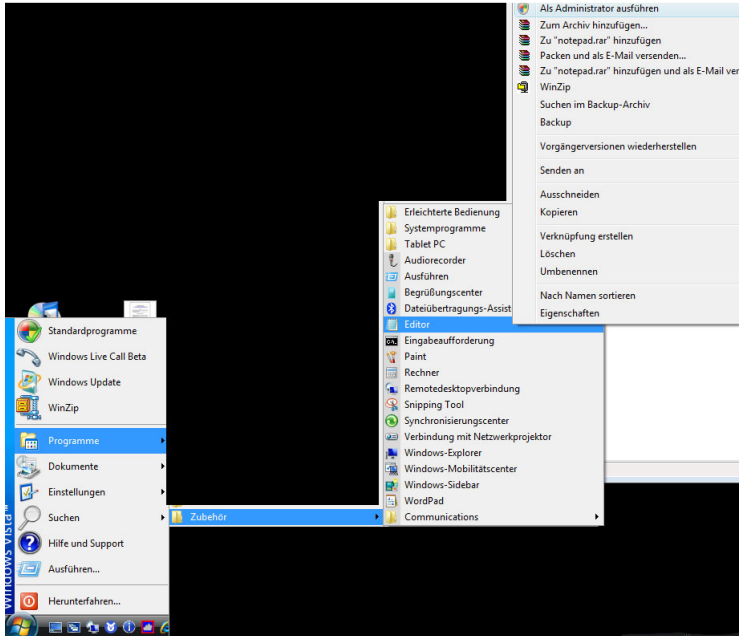 Als Administrator ausführen
Zum Archiv hinzufügen...
Zu "notepad.rar" hinzufügen
Packen und als E-Mail versenden...
Zu "notepad.rar" hinzufügen und als E-Mail ver
WinZip
Suchen im Backup-Archiv
Backup
Vorgängerversionen wiederherstellen
Senden an
Ausschneiden
Kopieren
Verknüpfung erstellen
Löschen
Umbenennen
Nach Namen sortieren
Eigenschaften
Erleichterte Bedienung
Systemprogramme
Tablet PC
Audiorecorder
Ausführen
Begrüßungscenter
Dateiübertragungs-Assist
Editor
Eingabeaufforderung
Paint
Rechner
Remotedesktopverbindung
Snipping Tool
Synchronisierungscenter
Verbindung mit Netzwerkprojektor
Windows-Explorer
Windows-Mobilitätscenter
Windows-Sidebar
WordPad
Communications
Zubehör
Standardprogramme
Windows Live Call Beta
Windows Update
WinZip
Programme
Dokumente
Einstellungen
Suchen
Hilfe und Support
Ausführen...
Herunterfahren...
Windows Vista™